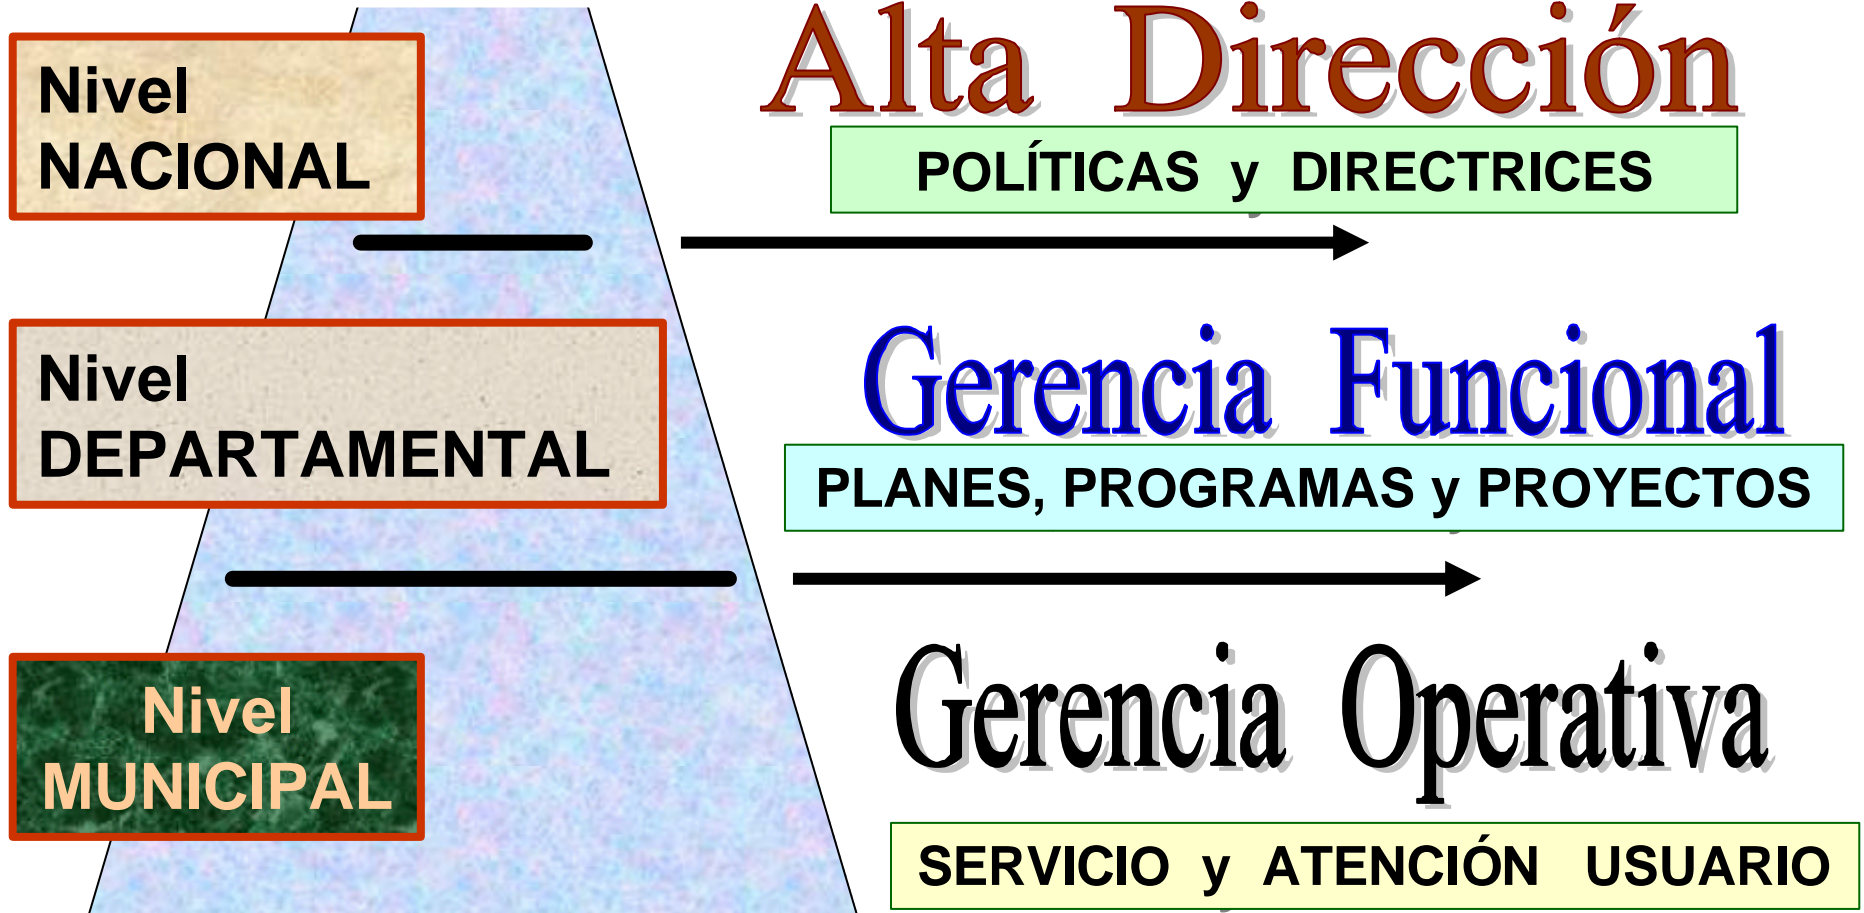 Nivel
NACIONAL
Alta Dirección
POLÍTICAS y DIRECTRICES
Nivel
DEPARTAMENTAL
Gerencia Funcional
PLANES, PROGRAMAS y PROYECTOS
Nivel
MUNICIPAL
Gerencia Operativa
SERVICIO y ATENCIÓN USUARIO